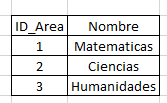 ID_Area Nombre
1 Matematicas
2 Ciencias
3 Humanidades